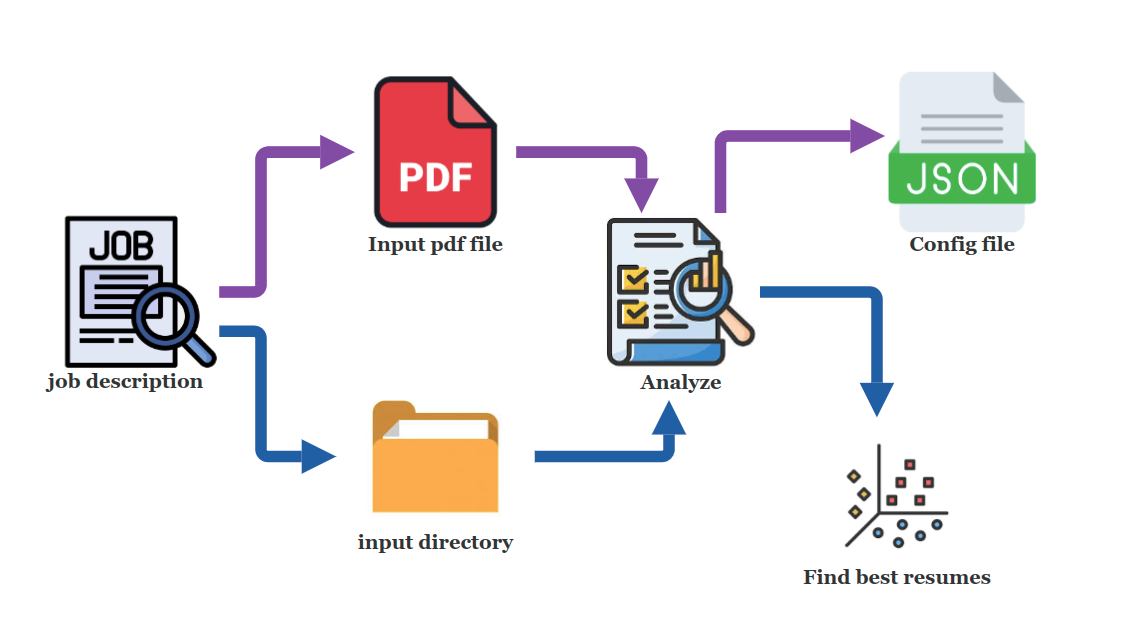 PDF
JSON
Input pdf file
Config file
JOB
job description
Analyze
input directory
Find best resumes